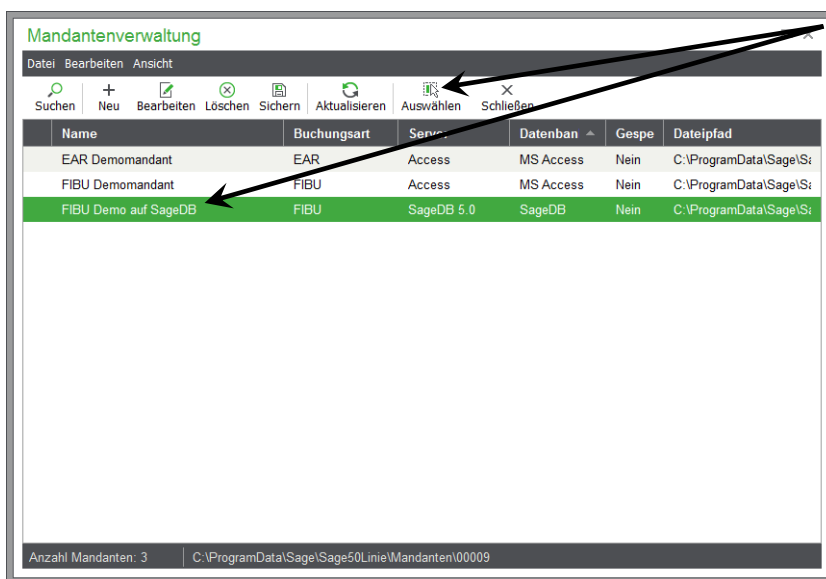 Mandantenverwaltung
Datei Bearbeiten Ansicht
Suchen Neu Bearbeiten Löschen Sichern Aktualisieren Auswählen Schließen
Name Buchungsart Server Datenban Gespe Dateipfad
EAR Demomandant EAR Access MS Access Nein C:\ProgramData\Sage\Sa
FIBU Demomandant FIBU Access MS Access Nein C:\ProgramData\Sage\Sa
FIBU Demo auf SageDB FIBU SageDB 5.0 SageDB Nein C:\ProgramData\Sage\Sa
Anzahl Mandanten: 3 C:\ProgramData\Sage\Sage50Linie\Mandanten\00009